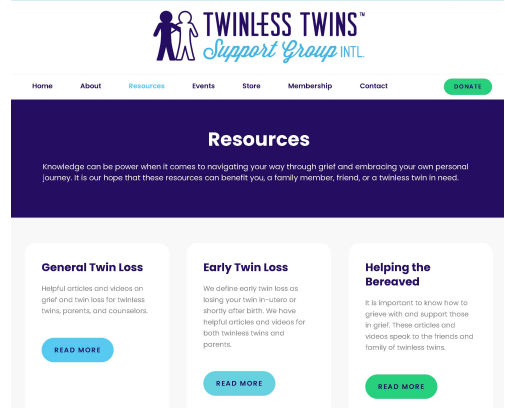 TWINLESS TWINS™
Support Group INTL.
Home About Resources Events Store Membership Contact DONATE
Resources
Knowledge can be power when it comes to navigating your way through grief and embracing your own personal
journey. It is our hope that these resources can benefit you, a family member, friend, or a twinless twin in need.
General Twin Loss
Helpful articles and videos on
grief and twin loss for twinless
twins, parents, and counselors.
READ MORE
Early Twin Loss
We define early twin loss as
losing your twin in-utero or
shortly after birth. We have
helpful articles and videos for
both twinless twins and
parents.
READ MORE
Helping the
Bereaved
It is important to know how to
grieve with and support those
in grief. These articles and
videos speak to the friends and
family of twinless twins.
READ MORE